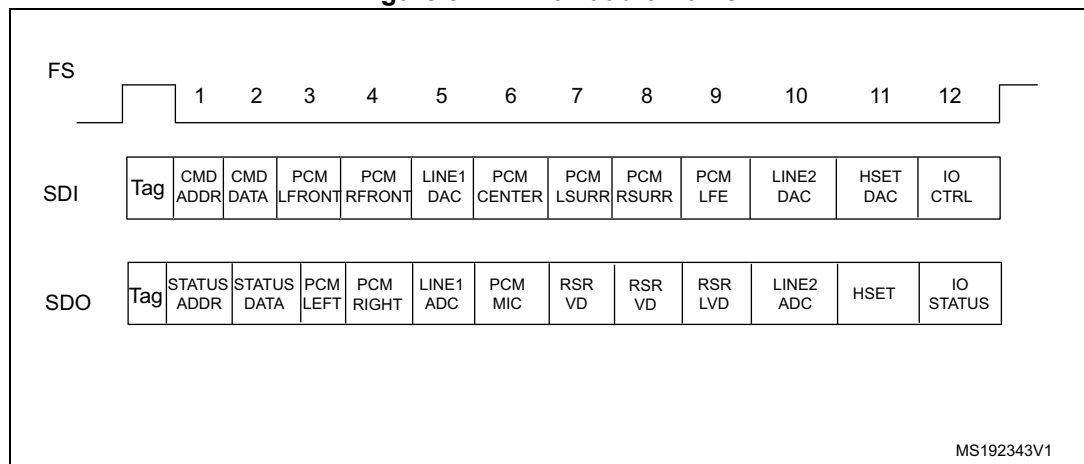 FS
1 2 3 4 5 6 7 8 9 10 11 12
SDI
Tag
CMD ADDR
CMD DATA
PCM LFRONT
PCM RFRONT
LINE1 DAC
PCM CENTER
PCM LSURR
PCM RSURR
PCM LFE
LINE2 DAC
HSET DAC
IO CTRL
SDO
Tag
STATUS ADDR
STATUS DATA
PCM LEFT
PCM RIGHT
LINE1 ADC
PCM MIC
RSR VD
RSR VD
RSR LVD
LINE2 ADC
HSET
IO STATUS
MS192343V1